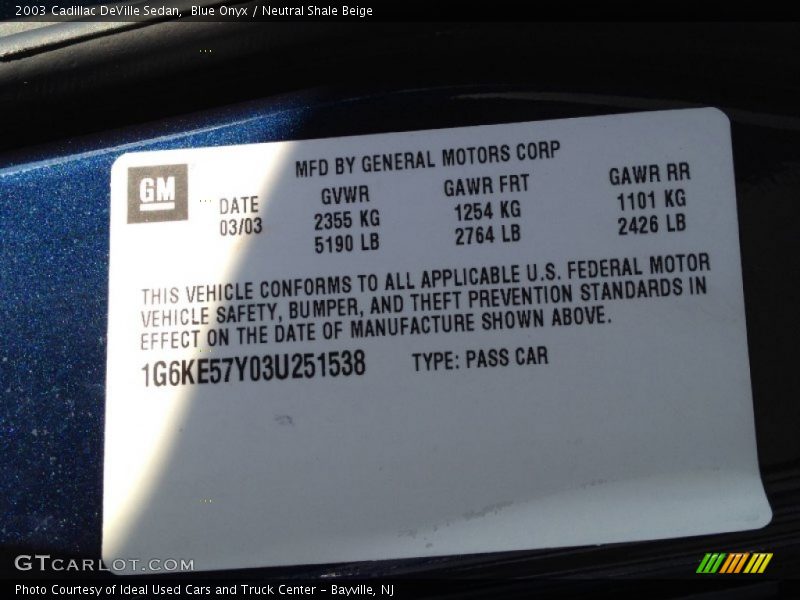 2003 Cadillac DeVille Sedan, Blue Onyx / Neutral Shale Beige
MFD BY GENERAL MOTORS CORP
GM
DATE GVWR GAWR FRT GAWR RR
03/03 2355 KG 1254 KG 1101 KG
5190 LB 2764 LB 2426 LB
THIS VEHICLE CONFORMS TO ALL APPLICABLE U.S. FEDERAL MOTOR
VEHICLE SAFETY, BUMPER, AND THEFT PREVENTION STANDARDS IN
EFFECT ON THE DATE OF MANUFACTURE SHOWN ABOVE.
1G6KE57Y03U251538 TYPE: PASS CAR
GTCARLOT.COM
Photo Courtesy of Ideal Used Cars and Truck Center – Bayville, NJ